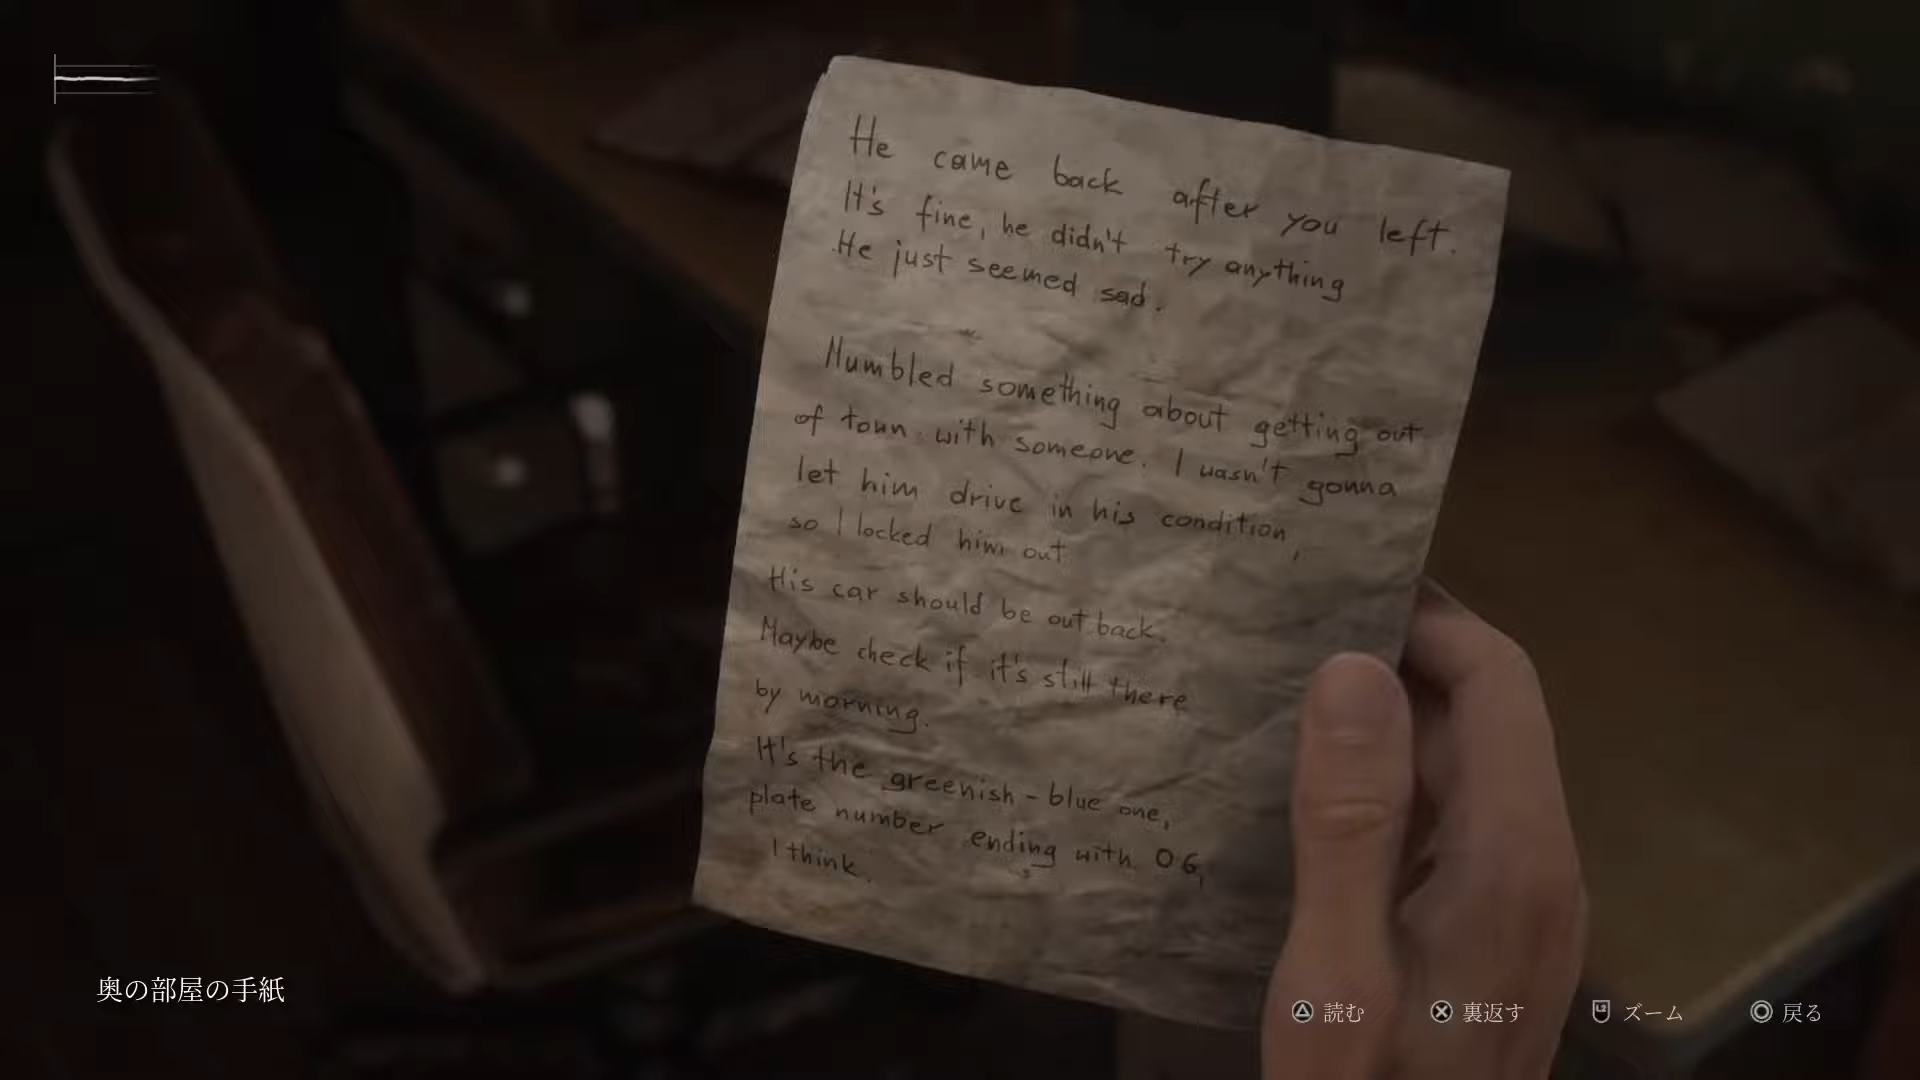 He came back after you left.
It's fine, he didn't try anything
He just seemed sad.
Mumbled something about getting out
of town with someone. I wasn't gonna
let him drive in his condition,
so I locked him out
His car should be out back.
Maybe check if it's still there
by morning.
It's the greenish-blue one,
plate number ending with 06,
I think.
奥の部屋の手紙
読む
裏返す
L2 ズーム
戻る